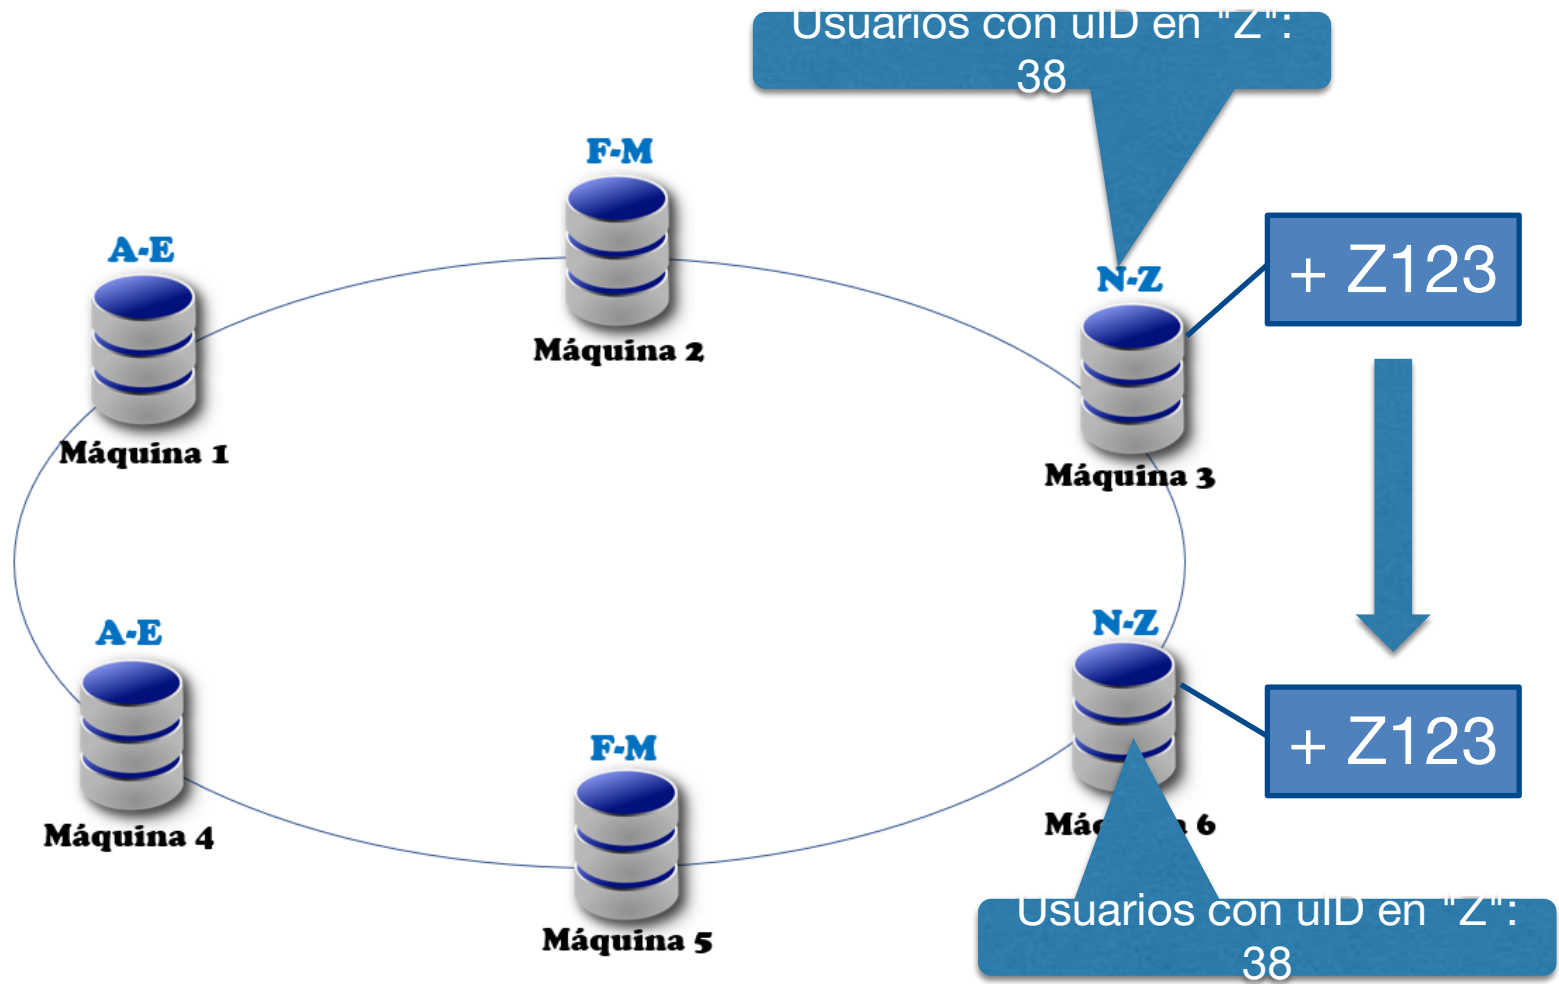 Usuarios con uID en "Z":
38
F-M
Máquina 2
A-E
Máquina 1
N-Z
Máquina 3
+ Z123
A-E
Máquina 4
F-M
Máquina 5
N-Z
6
+ Z123
Usuarios con uID en "Z":
38